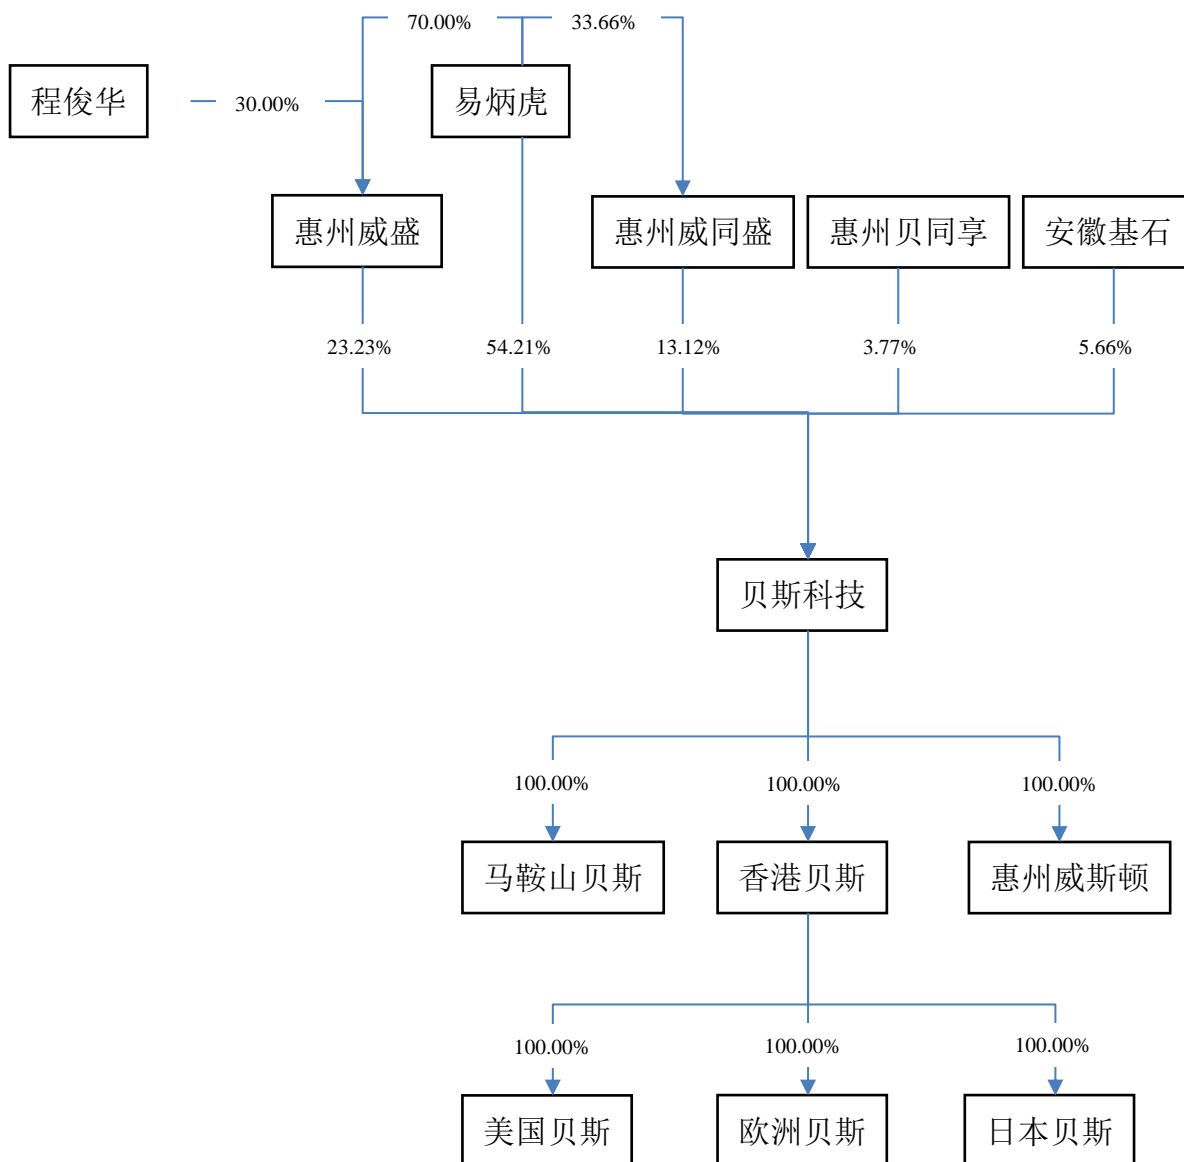 70.00%
33.66%
程俊华
30.00%
易炳虎
惠州威盛
惠州威同盛
惠州贝同享
安徽基石
23.23%
54.21%
13.12%
3.77%
5.66%
贝斯科技
100.00%
100.00%
100.00%
马鞍山贝斯
香港贝斯
惠州威斯顿
100.00%
100.00%
100.00%
美国贝斯
欧洲贝斯
日本贝斯